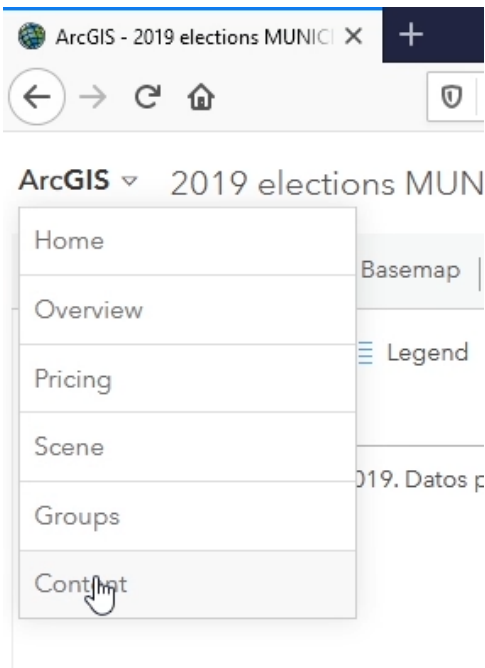 ArcGIS - 2019 elections MUNIC
ArcGIS 2019 elections MUN
Home
Basemap
Overview
Legend
Pricing
Scene
019. Datos p
Groups
Content